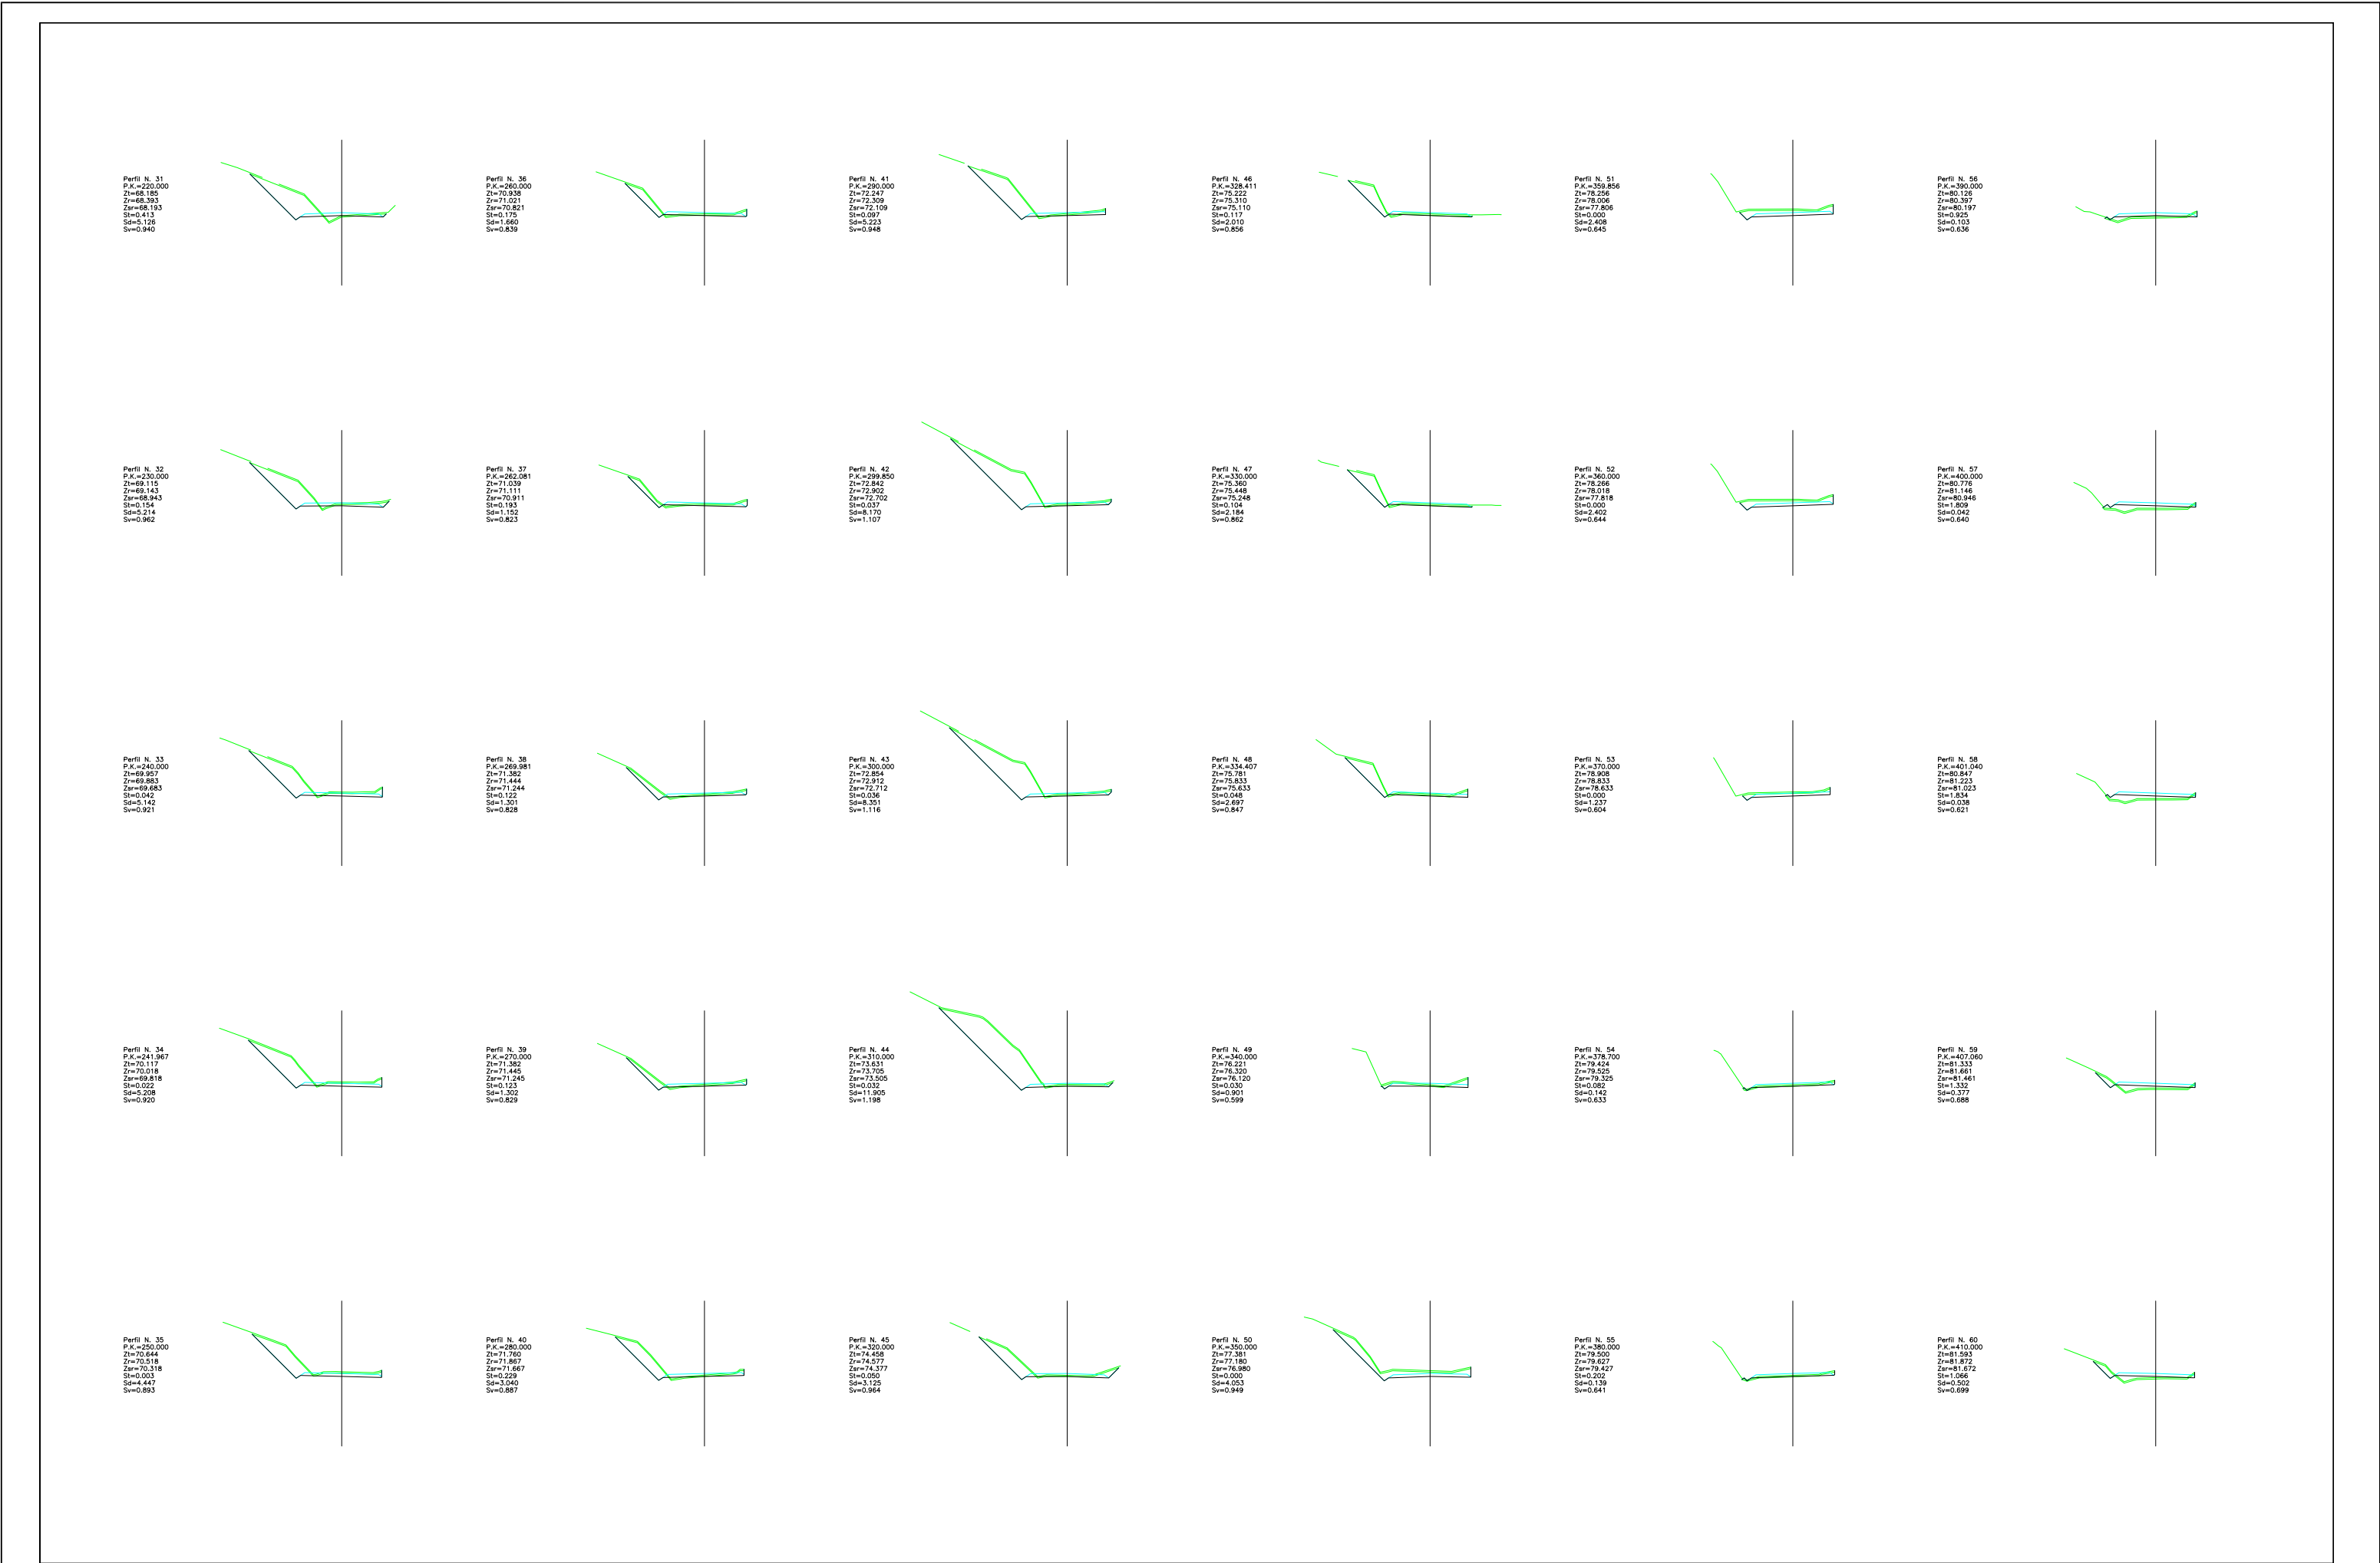 Perfil N. 31
P.K.=220.000
Zt=68.185
Zr=68.393
Zsr=68.193
St=0.413
Sd=5.126
Sv=0.940
Perfil N. 32
P.K.=230.000
Zt=69.115
Zr=69.143
Zsr=68.943
St=0.154
Sd=5.214
Sv=0.962
Perfil N. 33
P.K.=240.000
Zt=69.957
Zr=69.883
Zsr=69.683
St=0.042
Sd=5.142
Sv=0.921
Perfil N. 34
P.K.=241.967
Zt=70.117
Zr=70.018
Zsr=69.818
St=0.022
Sd=5.208
Sv=0.920
Perfil N. 35
P.K.=250.000
Zt=70.644
Zr=70.518
Zsr=70.318
St=0.003
Sd=4.447
Sv=0.893
Perfil N. 36
P.K.=260.000
Zt=70.938
Zr=71.021
Zsr=70.821
St=0.175
Sd=1.660
Sv=0.839
Perfil N. 37
P.K.=262.081
Zt=71.039
Zr=71.111
Zsr=70.911
St=0.193
Sd=1.152
Sv=0.823
Perfil N. 38
P.K.=269.981
Zt=71.382
Zr=71.444
Zsr=71.244
St=0.122
Sd=1.301
Sv=0.828
Perfil N. 39
P.K.=270.000
Zt=71.382
Zr=71.445
Zsr=71.245
St=0.123
Sd=1.302
Sv=0.829
Perfil N. 40
P.K.=280.000
Zt=71.760
Zr=71.867
Zsr=71.667
St=0.229
Sd=3.040
Sv=0.887
Perfil N. 41
P.K.=290.000
Zt=72.247
Zr=72.309
Zsr=72.109
St=0.097
Sd=5.223
Sv=0.948
Perfil N. 42
P.K.=299.850
Zt=72.842
Zr=72.902
Zsr=72.702
St=0.037
Sd=8.170
Sv=1.107
Perfil N. 43
P.K.=300.000
Zt=72.854
Zr=72.912
Zsr=72.712
St=0.036
Sd=8.351
Sv=1.116
Perfil N. 44
P.K.=310.000
Zt=73.631
Zr=73.705
Zsr=73.505
St=0.032
Sd=11.905
Sv=1.198
Perfil N. 45
P.K.=320.000
Zt=74.458
Zr=74.577
Zsr=74.377
St=0.050
Sd=3.125
Sv=0.964
Perfil N. 46
P.K.=328.411
Zt=75.222
Zr=75.310
Zsr=75.110
St=0.117
Sd=2.010
Sv=0.856
Perfil N. 47
P.K.=330.000
Zt=75.360
Zr=75.448
Zsr=75.248
St=0.104
Sd=2.184
Sv=0.862
Perfil N. 48
P.K.=334.407
Zt=75.781
Zr=75.833
Zsr=75.633
St=0.048
Sd=2.697
Sv=0.847
Perfil N. 49
P.K.=340.000
Zt=76.221
Zr=76.320
Zsr=76.120
St=0.030
Sd=0.901
Sv=0.599
Perfil N. 50
P.K.=350.000
Zt=77.381
Zr=77.180
Zsr=76.980
St=0.000
Sd=4.053
Sv=0.949
Perfil N. 51
P.K.=359.856
Zt=78.256
Zr=78.006
Zsr=77.806
St=0.000
Sd=2.408
Sv=0.645
Perfil N. 52
P.K.=360.000
Zt=78.266
Zr=78.018
Zsr=77.818
St=0.000
Sd=2.402
Sv=0.644
Perfil N. 53
P.K.=370.000
Zt=78.908
Zr=78.833
Zsr=78.633
St=0.000
Sd=1.237
Sv=0.604
Perfil N. 54
P.K.=378.700
Zt=79.424
Zr=79.525
Zsr=79.325
St=0.082
Sd=0.142
Sv=0.633
Perfil N. 55
P.K.=380.000
Zt=79.500
Zr=79.627
Zsr=79.427
St=0.202
Sd=0.139
Sv=0.641
Perfil N. 56
P.K.=390.000
Zt=80.126
Zr=80.397
Zsr=80.197
St=0.925
Sd=0.103
Sv=0.636
Perfil N. 57
P.K.=400.000
Zt=80.776
Zr=81.146
Zsr=80.946
St=1.809
Sd=0.042
Sv=0.640
Perfil N. 58
P.K.=401.040
Zt=80.847
Zr=81.223
Zsr=81.023
St=1.834
Sd=0.038
Sv=0.621
Perfil N. 59
P.K.=407.060
Zt=81.333
Zr=81.661
Zsr=81.461
St=1.332
Sd=0.377
Sv=0.688
Perfil N. 60
P.K.=410.000
Zt=81.593
Zr=81.872
Zsr=81.672
St=1.066
Sd=0.502
Sv=0.699